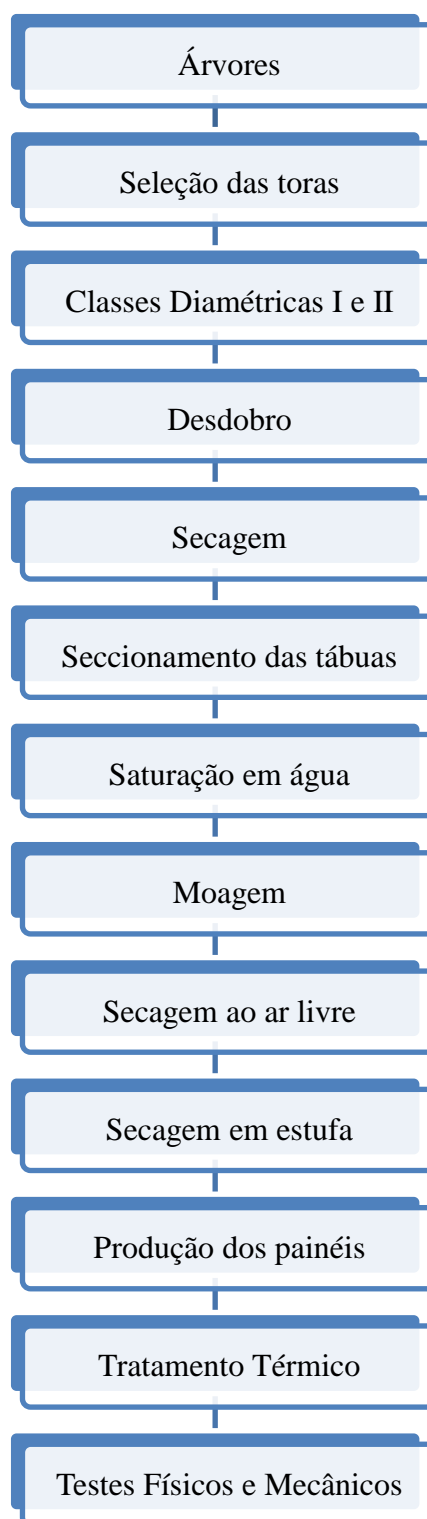 Árvores
Seleção das toras
Classes Diamétricas I e II
Desdobro
Secagem
Seccionamento das tábuas
Saturação em água
Moagem
Secagem ao ar livre
Secagem em estufa
Produção dos painéis
Tratamento Térmico
Testes Físicos e Mecânicos